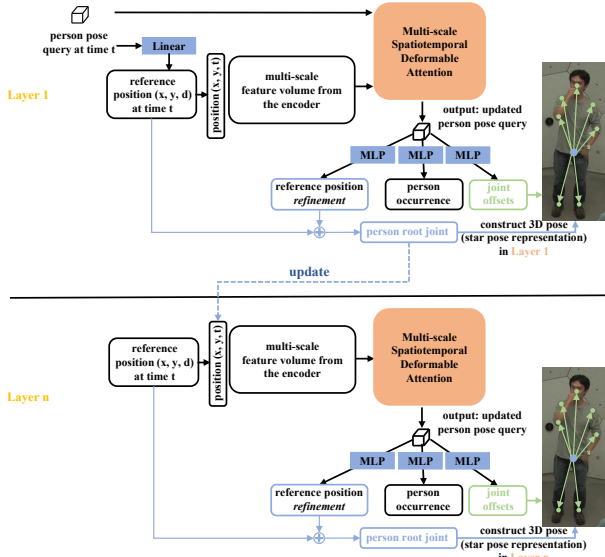 person pose
query at time t
Linear
Layer 1
reference
position (x, y, d)
at time t
position (x, y, t)
multi-scale
feature volume from
the encoder
Multi-scale
Spatiotemporal
Deformable
Attention
output: updated
person pose query
MLP
MLP
MLP
reference position
refinement
person
occurrence
joint
offsets
person root joint
construct 3D pose
(star pose representation)
in Layer 1
update
Layer n
reference
position (x, y, d)
at time t
position (x, y, t)
multi-scale
feature volume from
the encoder
Multi-scale
Spatiotemporal
Deformable
Attention
output: updated
person pose query
MLP
MLP
MLP
reference position
refinement
person
occurrence
joint
offsets
person root joint
construct 3D pose
(star pose representation)
in Layer n